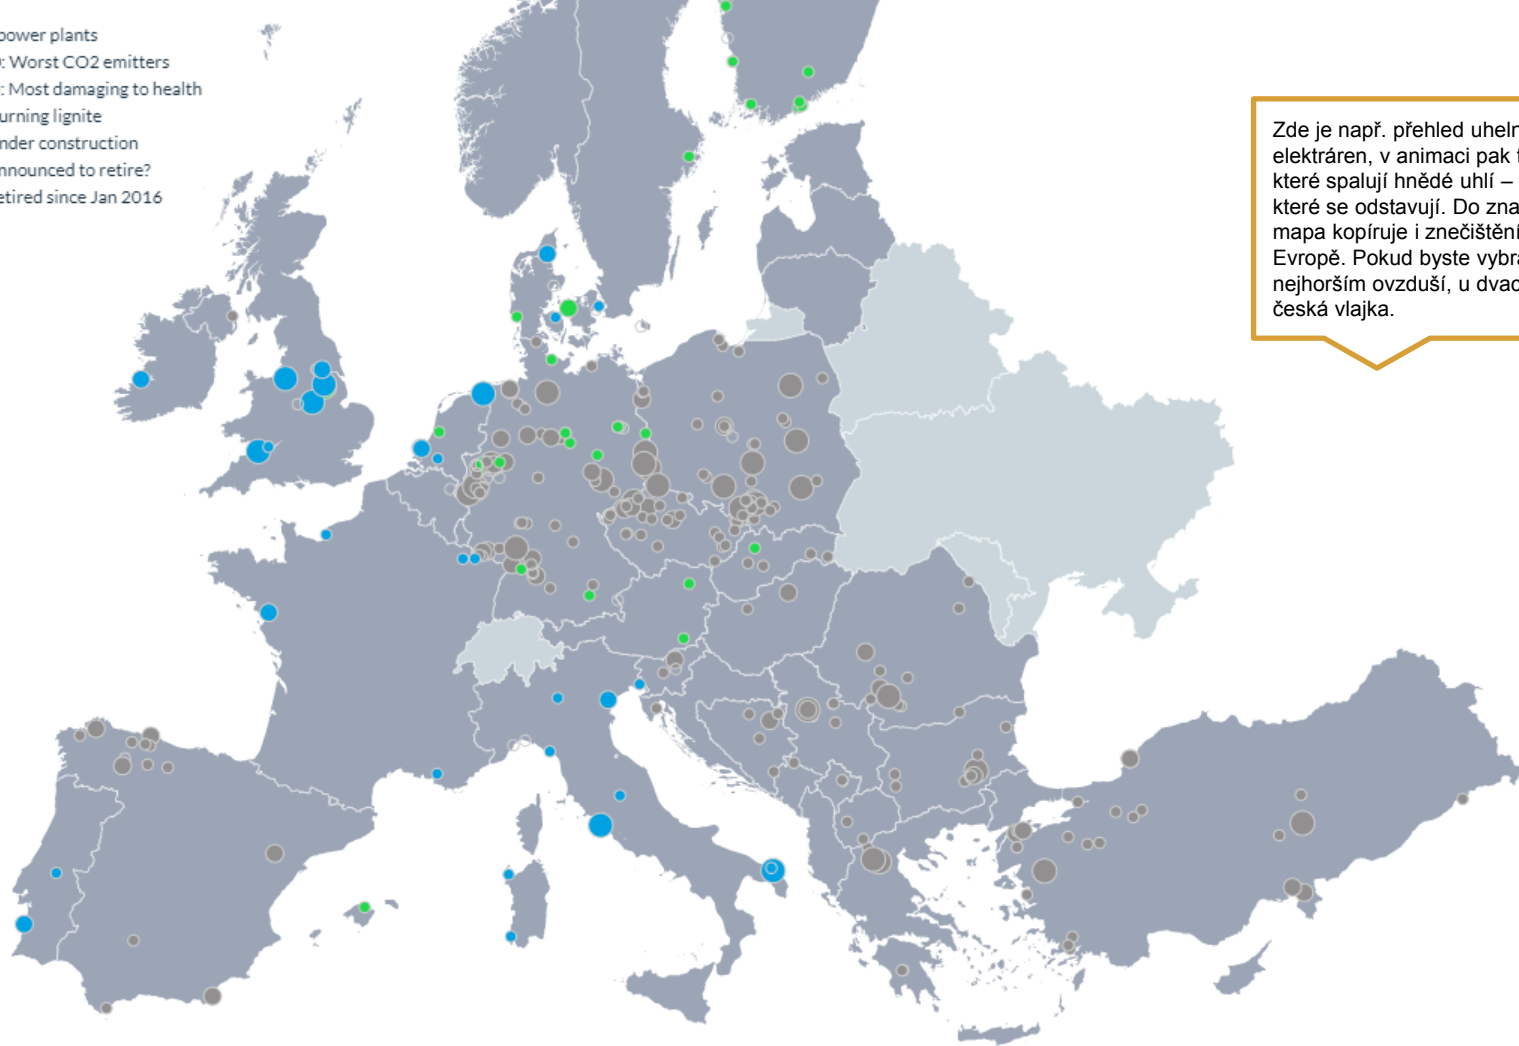 power plants
: Worst CO2 emitters
: Most damaging to health
urning lignite
nder construction
nnounced to retire?
etired since Jan 2016
Zde je např. přehled uheln
elektráren, v animaci pak t
které spalují hnědé uhlí –
které se odstavují. Do zna
mapa kopíruje i znečištění
Evropě. Pokud byste vybra
nejhorším ovzduší, u dvac
česká vlajka.